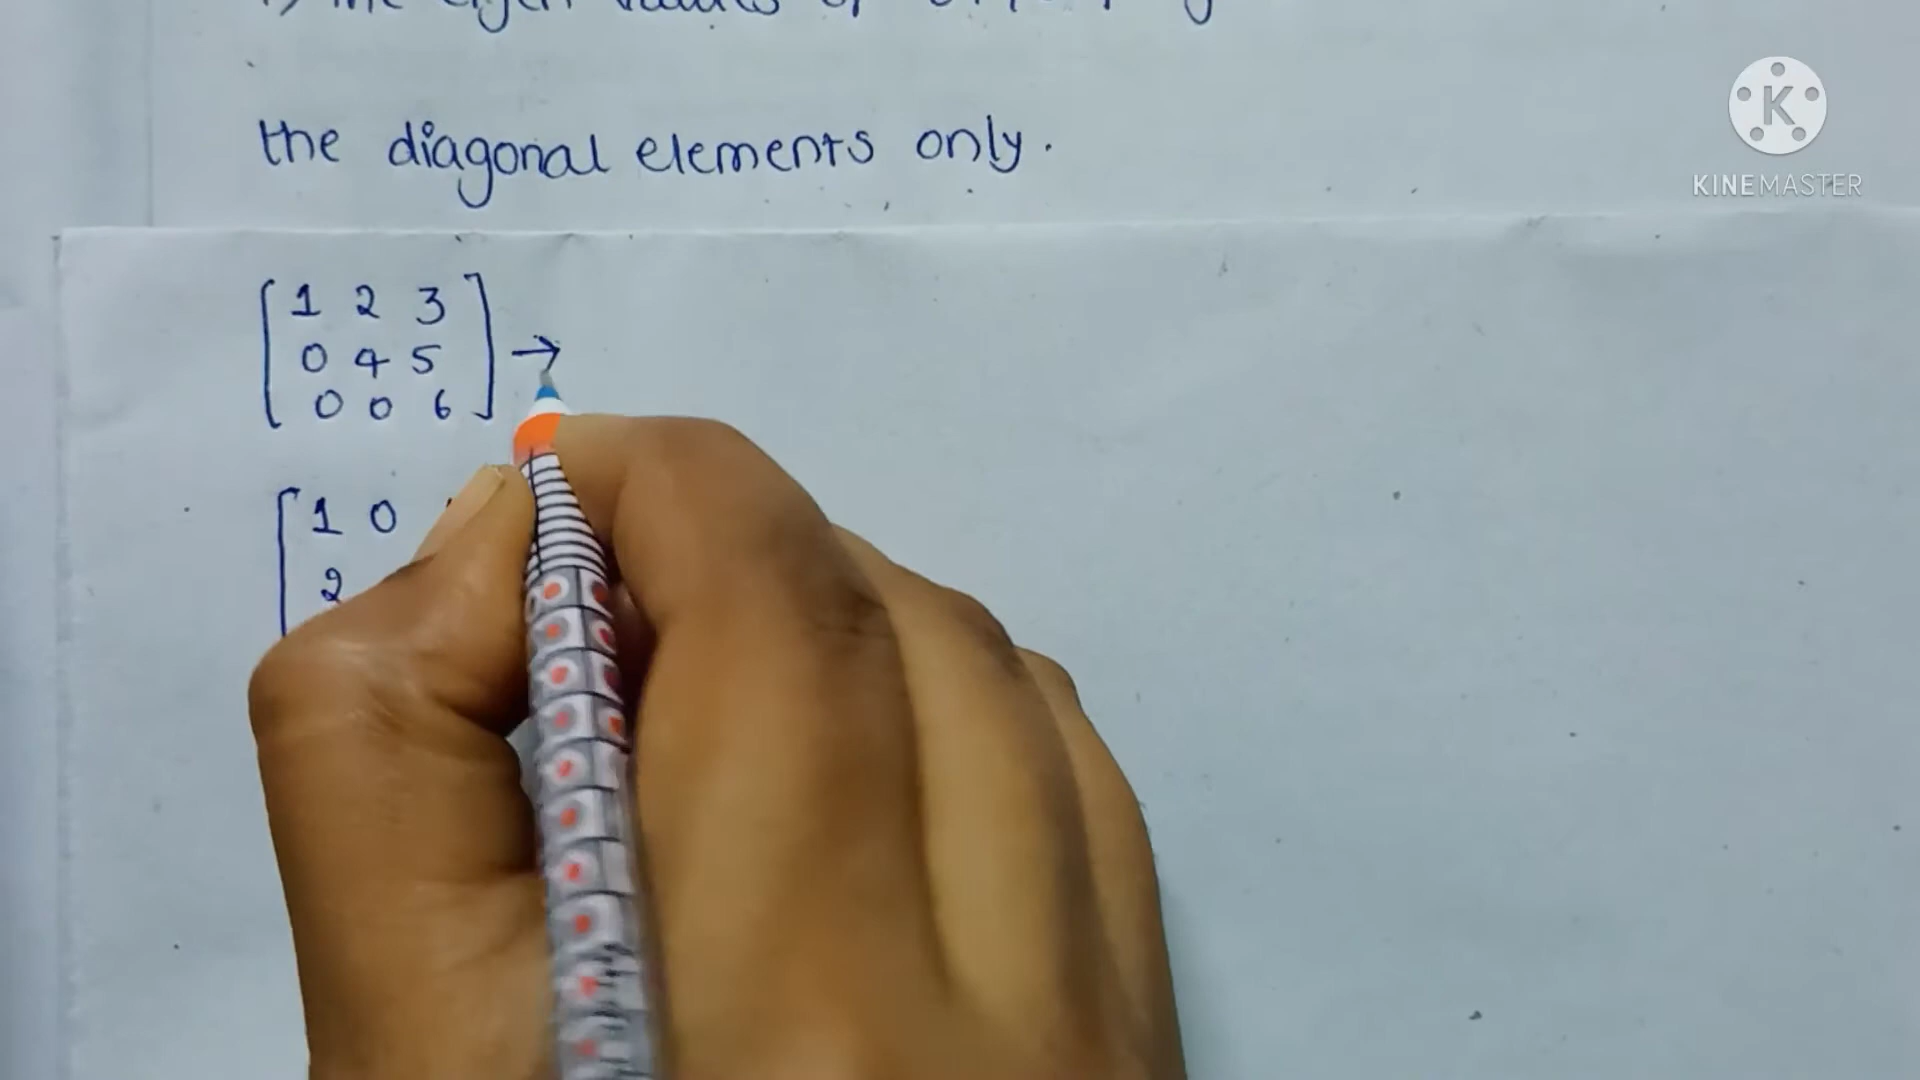 the diagonal elements only.
1 2 3
0 4 5 →
0 0 6
1 0
2
K
KINEMASTER